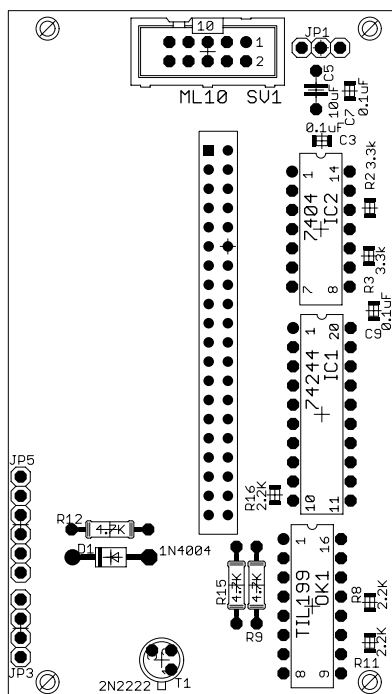 10
1
2
ML10 SV1
JP1
C5
10uF
0.1uF
C7
0.1uF
C3
3.3k
R2
1
14
7404
IC2
7
8
R3
3.3k
0.1uF
C9
1
20
74244
IC1
10
11
R16
2.2K
JP5
R12
4.7K
D1
1N4004
R15
4.7K
4.7K
R9
1
16
TIL199
OK1
8
9
R8
2.2K
2.2K
R11
JP3
2N2222
T1